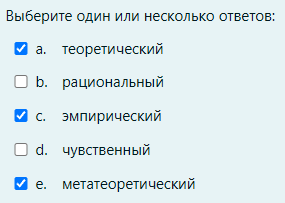 Выберите один или несколько ответов:
a. теоретический
b. рациональный
c. эмпирический
d. чувственный
e. метатеоретический